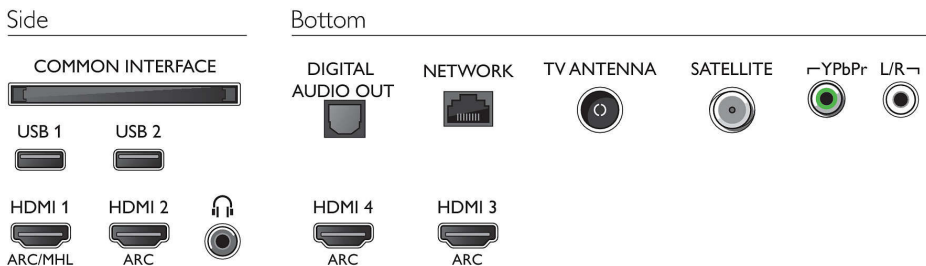 Side
COMMON INTERFACE
USB 1 USB 2
HDMI 1 HDMI 2
ARC/MHL ARC
Bottom
DIGITAL
AUDIO OUT
NETWORK
TV ANTENNA
SATELLITE
YPbPr L/R
HDMI 4 HDMI 3
ARC ARC